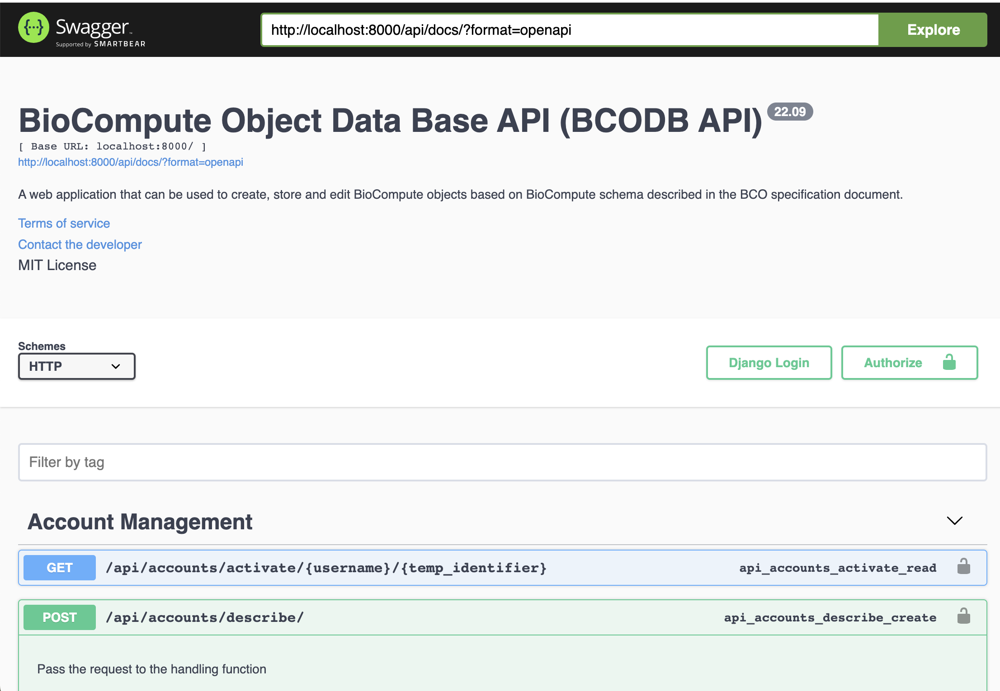 Swagger
Supported by SMARTBEAR
http://localhost:8000/api/docs/?format=openapi
Explore
BioCompute Object Data Base API (BCODB API) 22.09
[ Base URL: localhost:8000/ ]
http://localhost:8000/api/docs/?format=openapi
A web application that can be used to create, store and edit BioCompute objects based on BioCompute schema described in the BCO specification document.
Terms of service
Contact the developer
MIT License
Schemes
HTTP
Django Login
Authorize
Filter by tag
Account Management
GET /api/accounts/activate/{username}/{temp_identifier} api_accounts_activate_read
POST /api/accounts/describe/ api_accounts_describe_create
Pass the request to the handling function